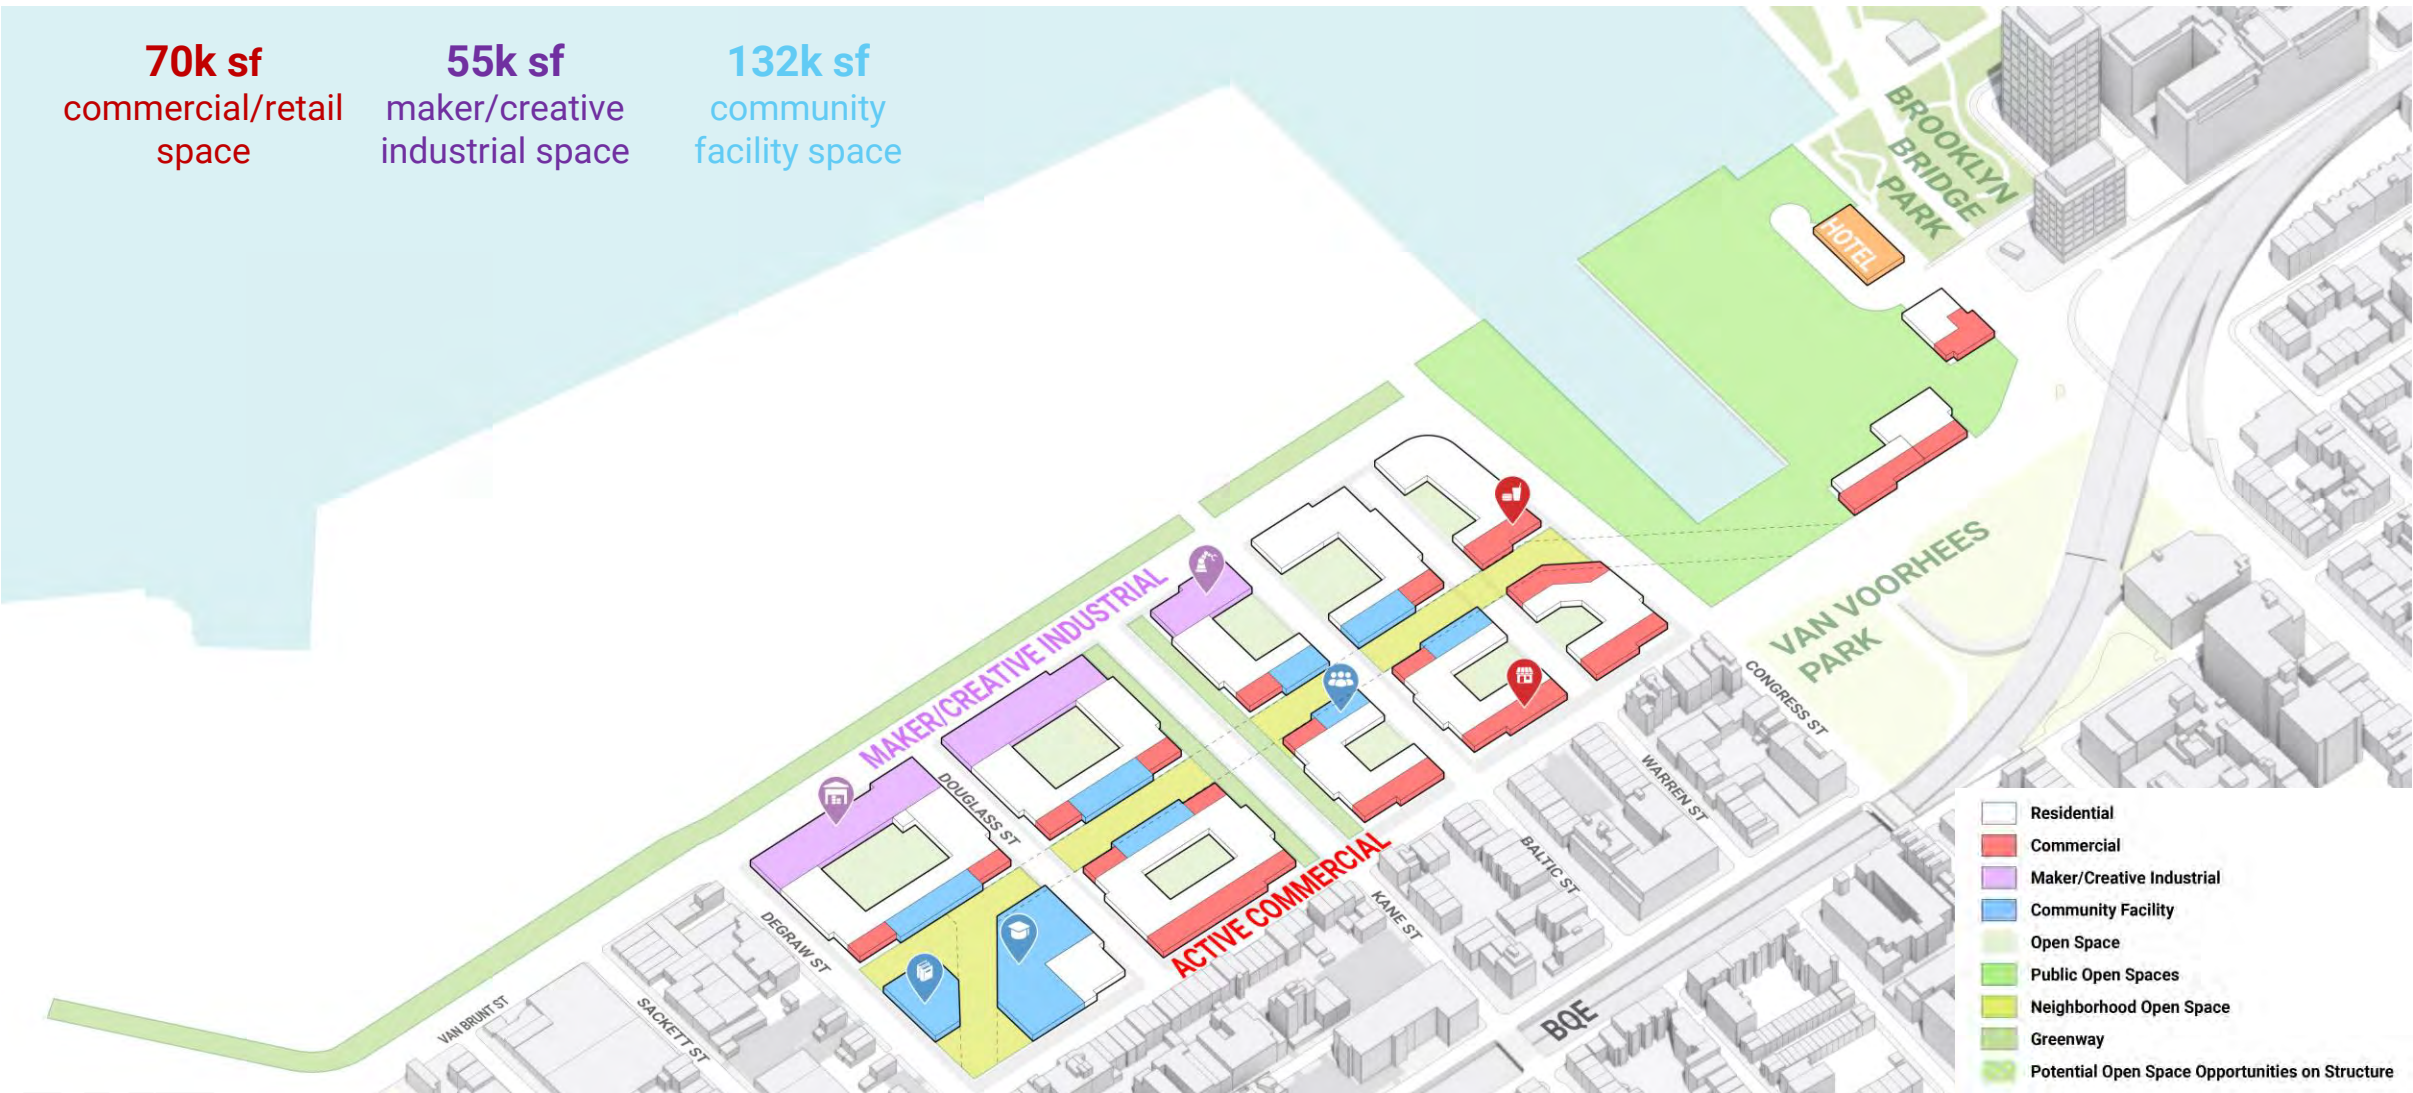 70k sf
commercial/retail
space
55k sf
maker/creative
industrial space
132k sf
community
facility space
BROOKLYN
BRIDGE
PARK
HOTEL
VAN VOORHEES
PARK
CONGRESS ST
MAKER/CREATIVE INDUSTRIAL
WARREN ST
DOUGLASS ST
BALTIC ST
ACTIVE COMMERCIAL
KANE ST
DEGRAW ST
VAN BRUNT ST
SACKETT ST
BQE
Residential
Commercial
Maker/Creative Industrial
Community Facility
Open Space
Public Open Spaces
Neighborhood Open Space
Greenway
Potential Open Space Opportunities on Structure